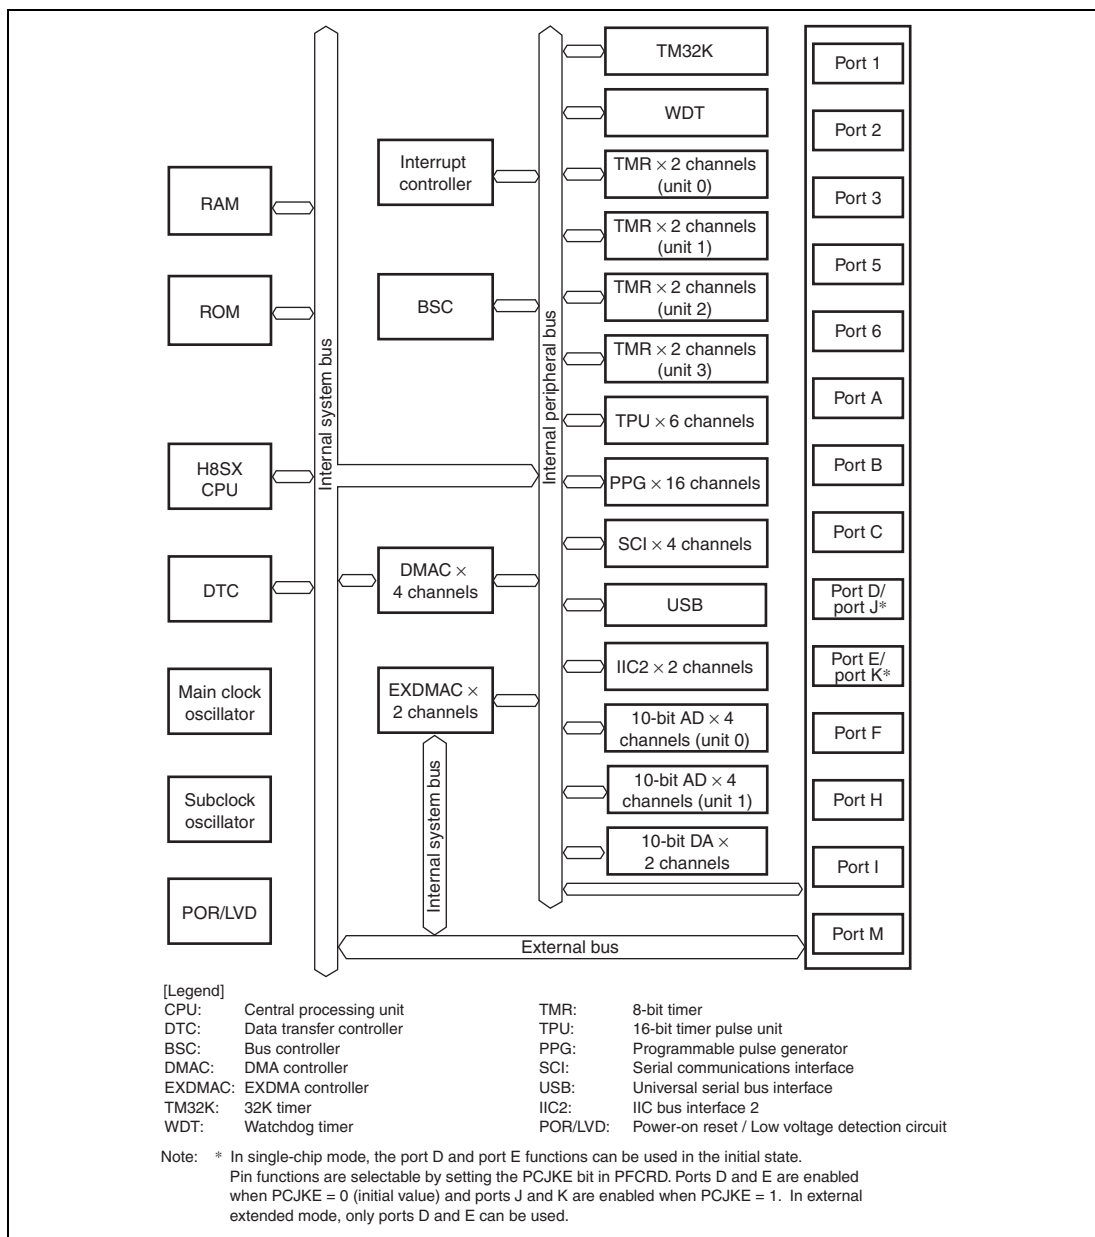 RAM
ROM
H8SX
CPU
DTC
Main clock
oscillator
Subclock
oscillator
POR/LVD
Internal system bus
Interrupt
controller
BSC
DMAC ×
4 channels
EXDMAC ×
2 channels
Internal system bus
External bus
Internal peripheral bus
TM32K
WDT
TMR × 2 channels
(unit 0)
TMR × 2 channels
(unit 1)
TMR × 2 channels
(unit 2)
TMR × 2 channels
(unit 3)
TPU × 6 channels
PPG × 16 channels
SCI × 4 channels
USB
IIC2 × 2 channels
10-bit AD × 4
channels (unit 0)
10-bit AD × 4
channels (unit 1)
10-bit DA ×
2 channels
Port 1
Port 2
Port 3
Port 5
Port 6
Port A
Port B
Port C
Port D/
port J*
Port E/
port K*
Port F
Port H
Port I
Port M
[Legend]
CPU: Central processing unit
DTC: Data transfer controller
BSC: Bus controller
DMAC: DMA controller
EXDMAC: EXDMA controller
TM32K: 32K timer
WDT: Watchdog timer
TMR: 8-bit timer
TPU: 16-bit timer pulse unit
PPG: Programmable pulse generator
SCI: Serial communications interface
USB: Universal serial bus interface
IIC2: IIC bus interface 2
POR/LVD: Power-on reset / Low voltage detection circuit
Note: * In single-chip mode, the port D and port E functions can be used in the initial state.
Pin functions are selectable by setting the PCJKE bit in PFCRD. Ports D and E are enabled
when PCJKE = 0 (initial value) and ports J and K are enabled when PCJKE = 1. In external
extended mode, only ports D and E can be used.